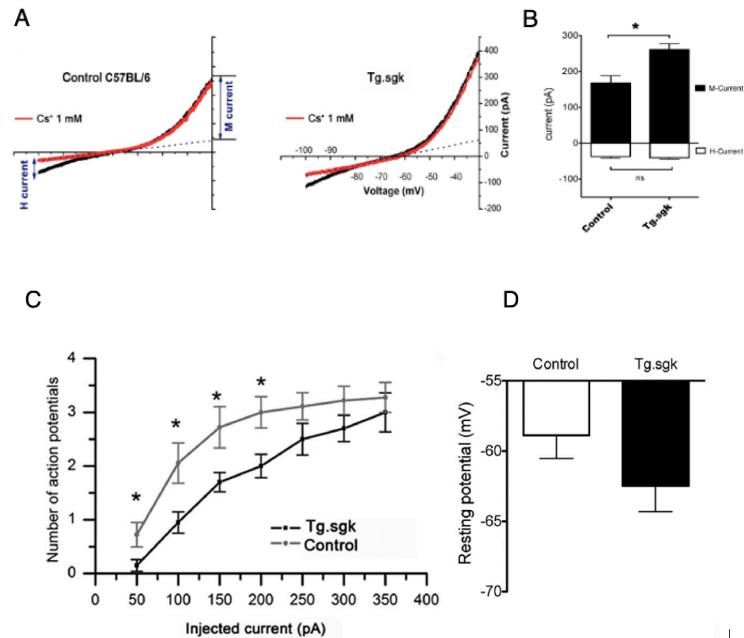 A
Control C57BL/6
Cs⁺ 1 mM
H current
M current
Tg.sgk
Cs⁺ 1 mM
-100 -90
-80 -70 -60 -50 -40
Voltage (mV)
400
300
200
100
0
-100
-200
Current (pA)
B
*
300
200
100
0
100
current (pA)
M-Current
H-Current
ns
Control
Tg.sgk
C
4
3
2
1
0
Number of action potentials
* * * *
Tg.sgk
Control
0 50 100 150 200 250 300 350 400
Injected current (pA)
D
Control Tg.sgk
-55
-60
-65
-70
Resting potential (mV)